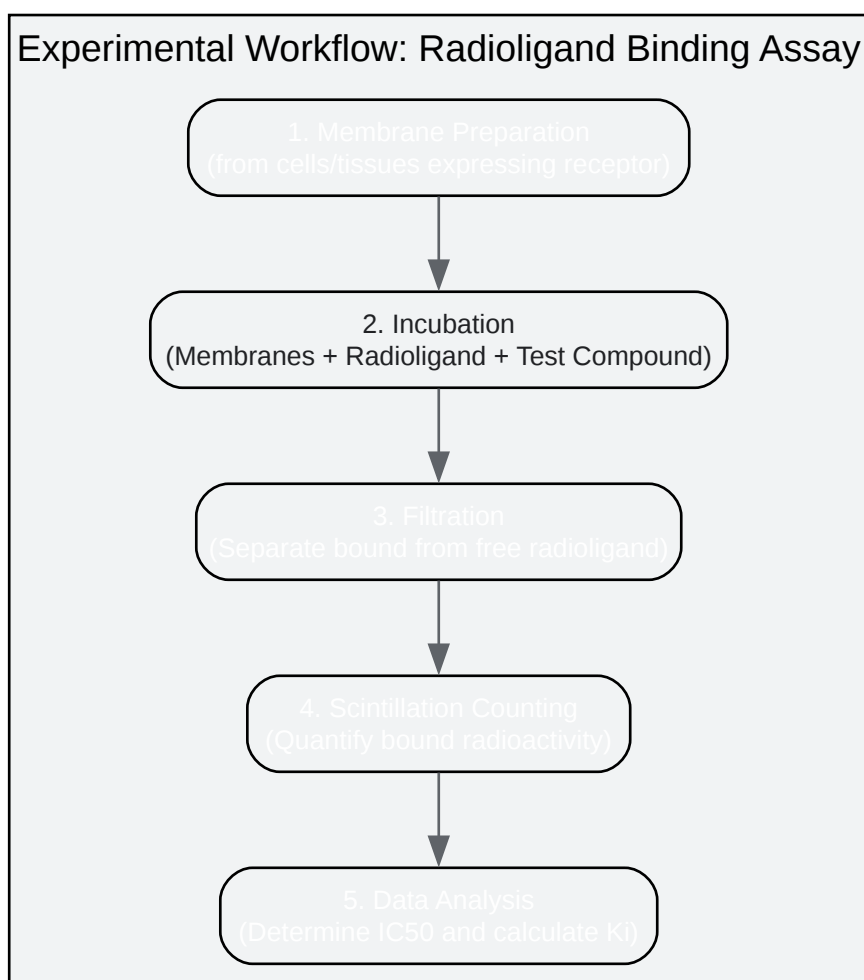 Experimental Workflow: Radioligand Binding Assay
1. Membrane Preparation
(from cells/tissues expressing receptor)
2. Incubation
(Membranes + Radioligand + Test Compound)
3. Filtration
(Separate bound from free radioligand)
4. Scintillation Counting
(Quantify bound radioactivity)
5. Data Analysis
(Determine IC50 and calculate Ki)